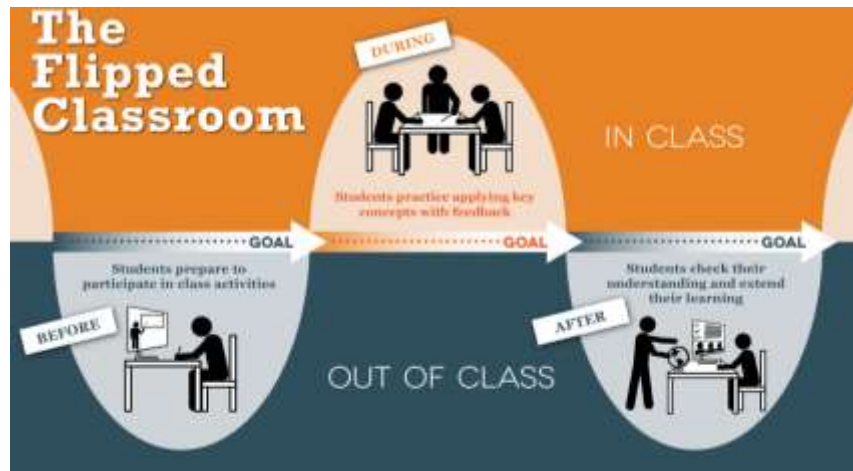 The
Flipped
Classroom
DURING
IN CLASS
Students practice applying key
concepts with feedback
GOAL
GOAL
GOAL
Students prepare to
participate in class activities
BEFORE
Students check their
understanding and extend
their learning
AFTER
OUT OF CLASS